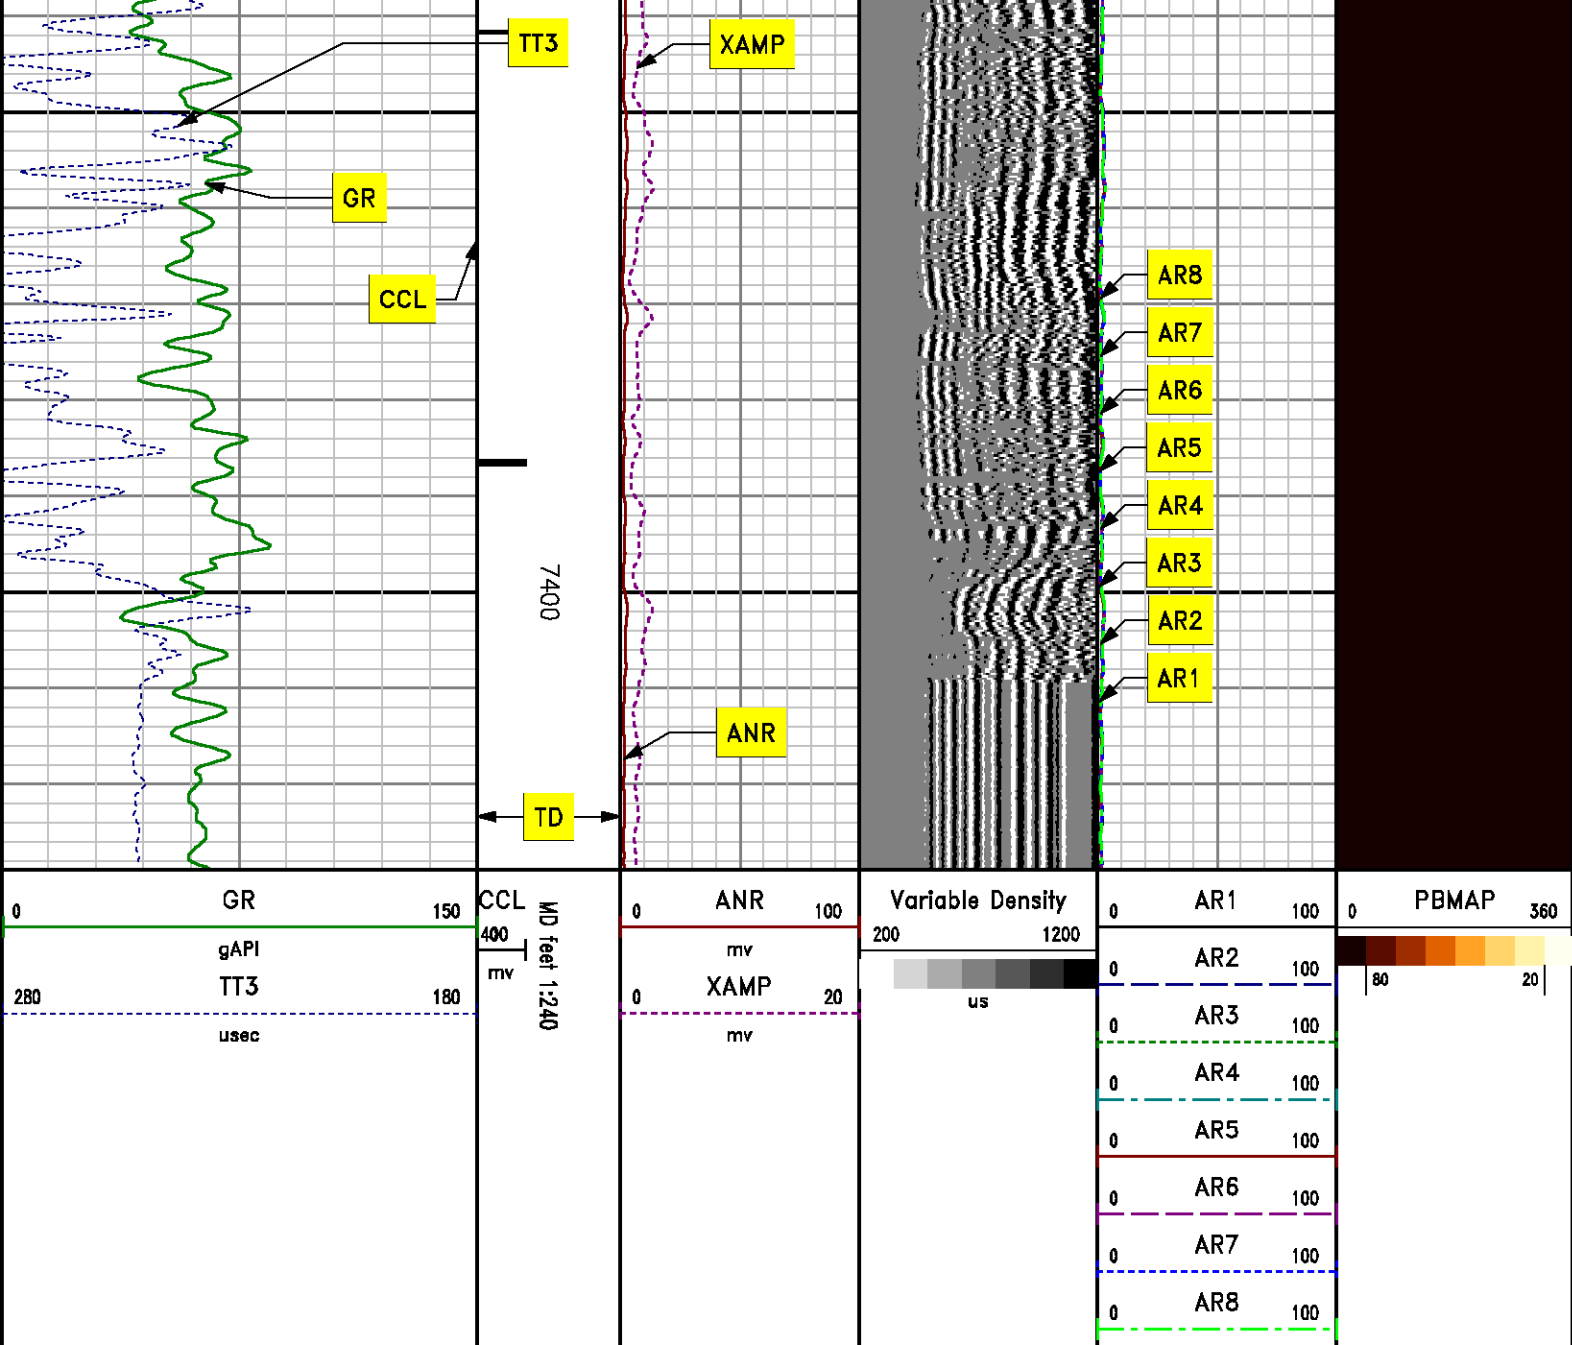 TT3
XAMP
GR
CCL
AR8
AR7
AR6
AR5
AR4
AR3
AR2
AR1
7400
ANR
TD
GR
0 150
gAPI
TT3
280 180
usec
CCL
400
mv
MD feet 1:240
ANR
0 100
mv
XAMP
0 20
mv
Variable Density
200 1200
us
AR1
0 100
AR2
0 100
AR3
0 100
AR4
0 100
AR5
0 100
AR6
0 100
AR7
0 100
AR8
0 100
PBMAP
0 360
80 20